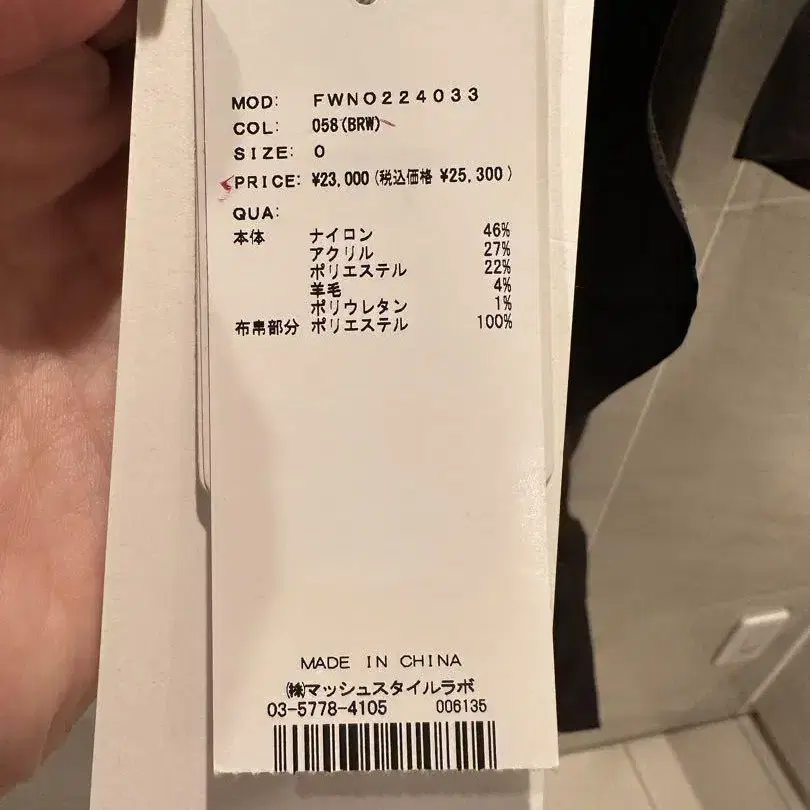 MOD: FWNO224033
COL: 058(BRW)
SIZE: 0
PRICE: ¥23,000(税込価格 ¥25,300)
QUA:
本体 ナイロン 46%
アクリル 27%
ポリエステル 22%
羊毛 4%
ポリウレタン 1%
布帛部分 ポリエステル 100%
MADE IN CHINA
㈱マッシュスタイルラボ
03-5778-4105 006135